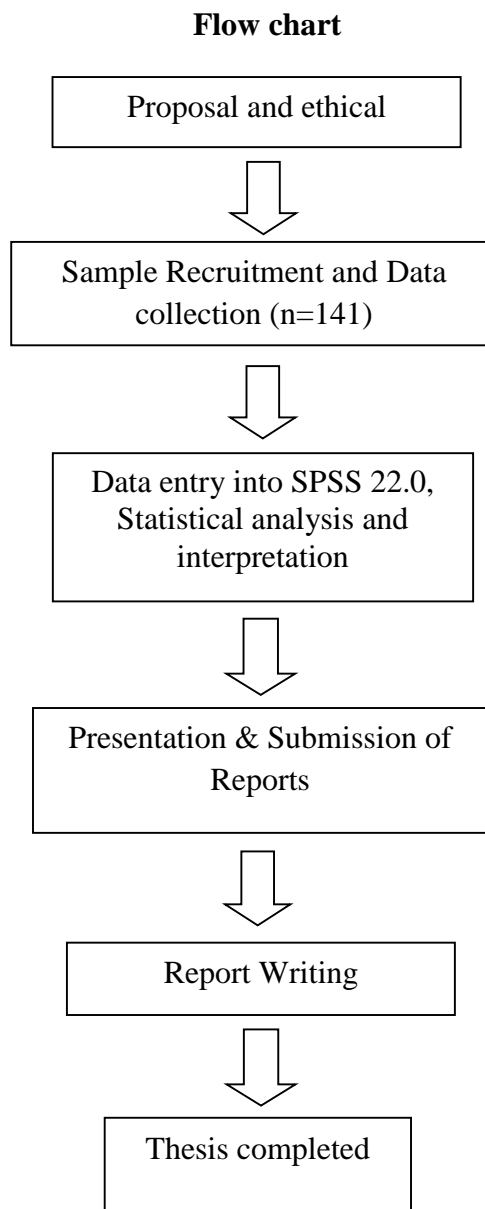 Flow chart
Proposal and ethical
Sample Recruitment and Data
collection (n=141)
Data entry into SPSS 22.0,
Statistical analysis and
interpretation
Presentation & Submission of
Reports
Report Writing
Thesis completed